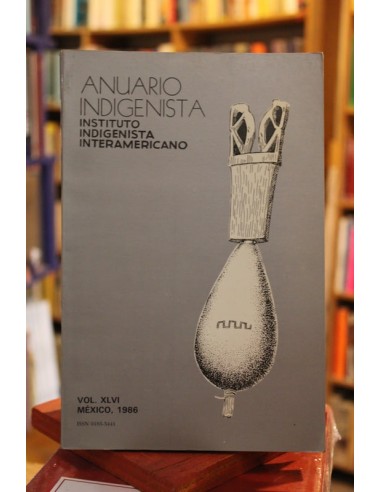 ANUARIO
INDIGENISTA
INSTITUTO
INDIGENISTA
INTERAMERICANO
VOL. XLVI
MÉXICO, 1986